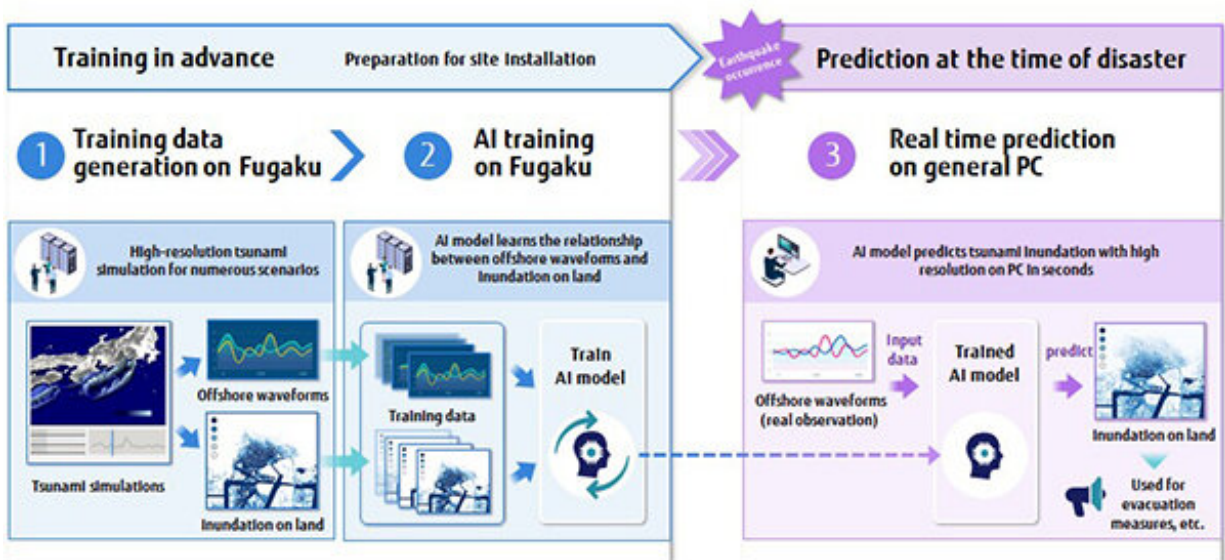 Training in advance
Preparation for site Installation
Earthquake
occurrence
Prediction at the time of disaster
1
Training data
generation on Fugaku
2
AI training
on Fugaku
3
Real time prediction
on general PC
High-resolution tsunami
simulation for numerous scenarios
AI model learns the relationship
between offshore waveforms and
Inundation on land
AI model predicts tsunami Inundation with high
resolution on PC in seconds
Tsunami simulations
Offshore waveforms
Inundation on land
Training data
Train
AI model
Offshore waveforms
(real observation)
Input
data
Trained
AI model
predict
Inundation on land
Used for
evacuation
measures, etc.